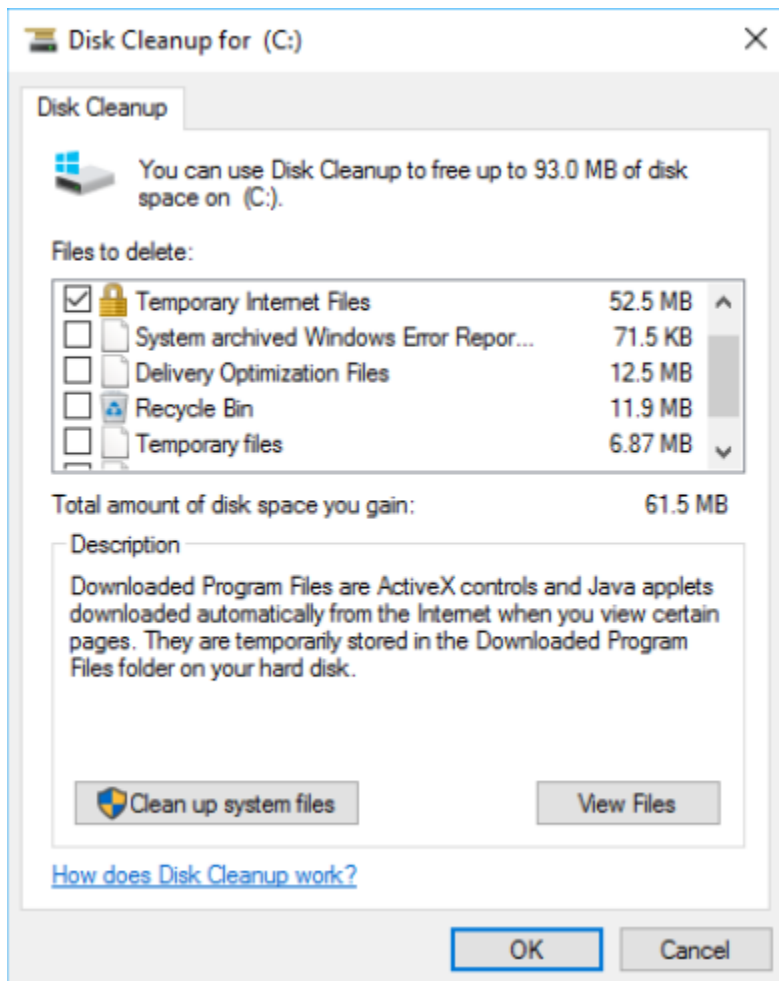 Disk Cleanup for (C:)
Disk Cleanup
You can use Disk Cleanup to free up to 93.0 MB of disk
space on (C:).
Files to delete:
Temporary Internet Files 52.5 MB
System archived Windows Error Repor... 71.5 KB
Delivery Optimization Files 12.5 MB
Recycle Bin 11.9 MB
Temporary files 6.87 MB
Total amount of disk space you gain: 61.5 MB
Description
Downloaded Program Files are ActiveX controls and Java applets
downloaded automatically from the Internet when you view certain
pages. They are temporarily stored in the Downloaded Program
Files folder on your hard disk.
Clean up system files View Files
How does Disk Cleanup work?
OK Cancel